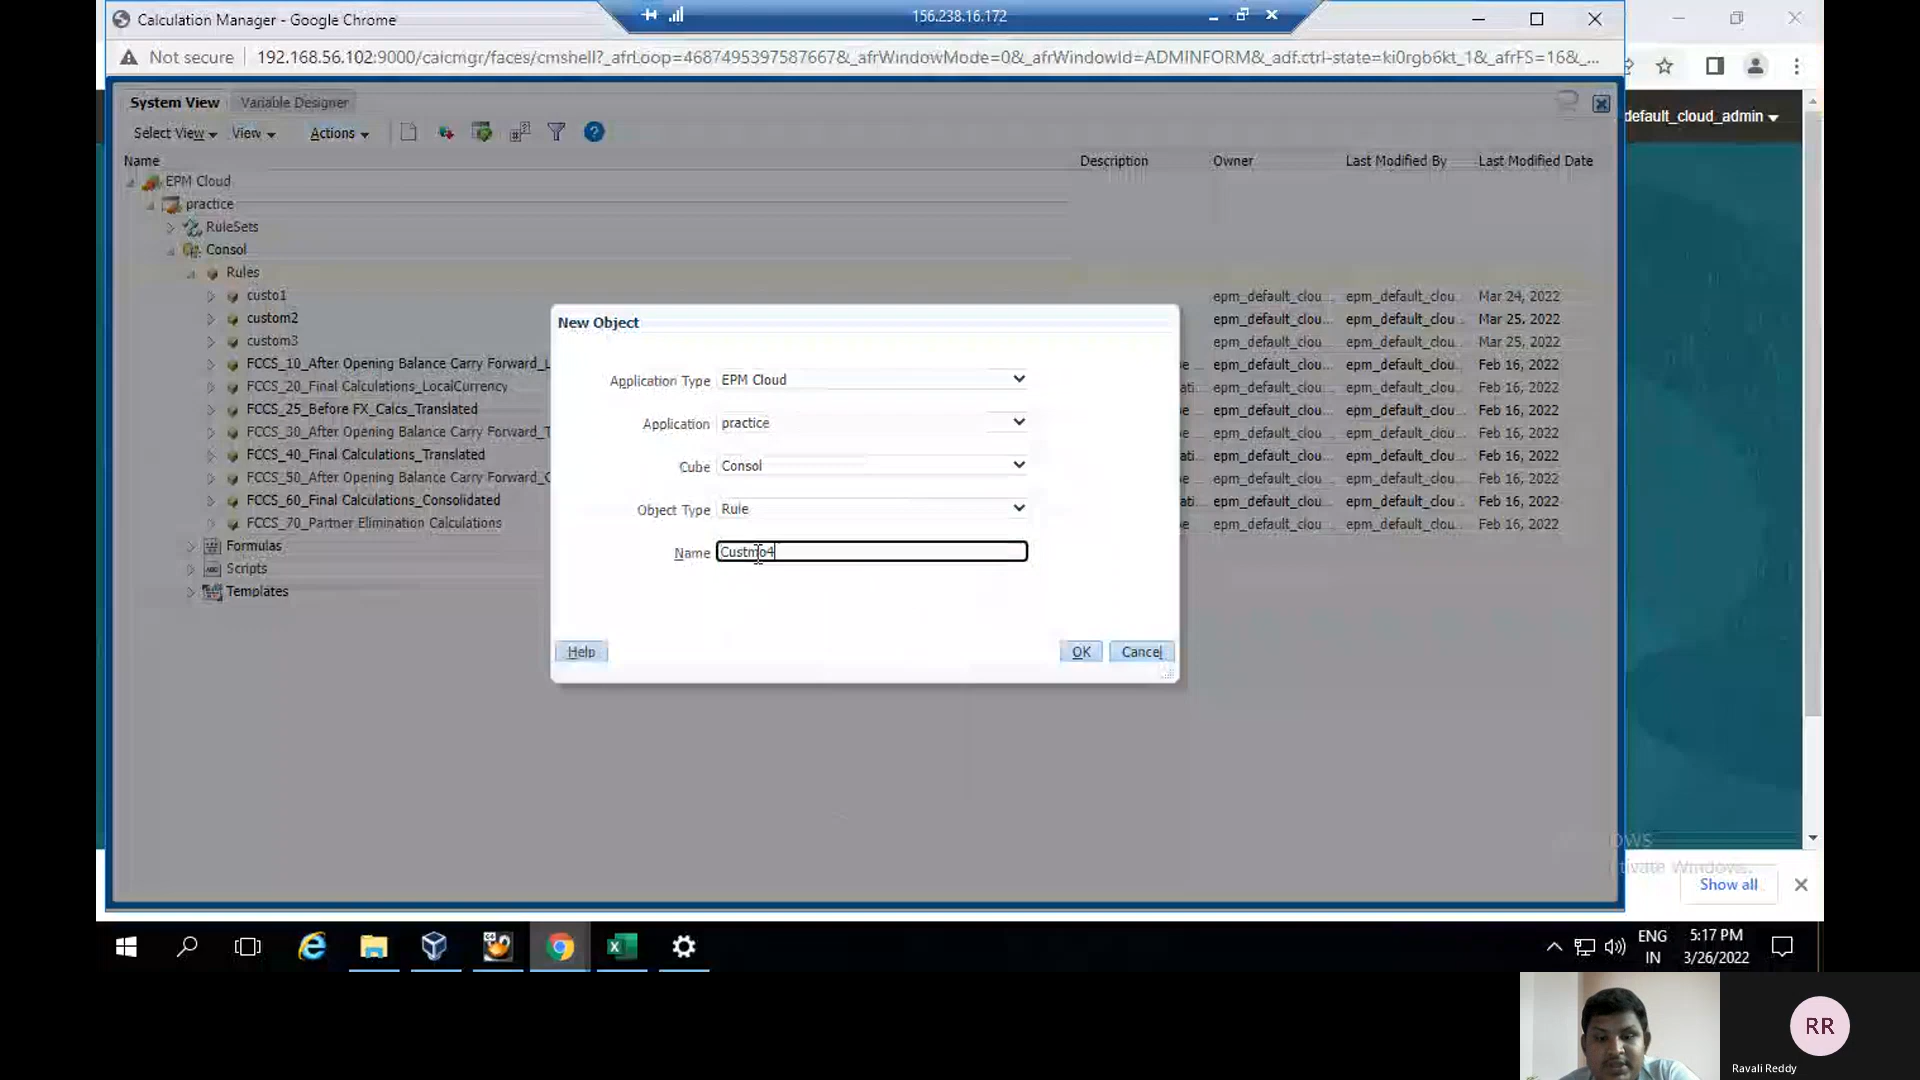 Calculation Manager - Google Chrome
156.238.16.172
Not secure
192.168.56.102:9000/calcmgr/faces/cmshell?_afrLoop=46874953975876​67&_afrWindowMode=0&_afrWindowId=ADMINFORM&_adf.ctrl-state=ki0rgb6kt_1&_afrFS=16&_...
System View
Variable Designer
default_cloud_admin
Select View
View
Actions
Name
Description
Owner
Last Modified By
Last Modified Date
EPM Cloud
practice
RuleSets
Consol
Rules
custo1
epm_default_clou... epm_default_clou... Mar 24, 2022
custom2
epm_default_clou... epm_default_clou... Mar 25, 2022
custom3
epm_default_clou... epm_default_clou... Mar 25, 2022
FCCS_10_After Opening Balance Carry Forward_L
epm_default_clou... epm_default_clou... Feb 16, 2022
FCCS_20_Final Calculations_LocalCurrency
epm_default_clou... epm_default_clou... Feb 16, 2022
FCCS_25_Before FX_Calcs_Translated
epm_default_clou... epm_default_clou... Feb 16, 2022
FCCS_30_After Opening Balance Carry Forward_T
epm_default_clou... epm_default_clou... Feb 16, 2022
FCCS_40_Final Calculations_Translated
epm_default_clou... epm_default_clou... Feb 16, 2022
FCCS_50_After Opening Balance Carry Forward_C
epm_default_clou... epm_default_clou... Feb 16, 2022
FCCS_60_Final Calculations_Consolidated
epm_default_clou... epm_default_clou... Feb 16, 2022
FCCS_70_Partner Elimination Calculations
epm_default_clou... epm_default_clou... Feb 16, 2022
Formulas
Scripts
Templates
New Object
Application Type EPM Cloud
Application practice
Cube Consol
Object Type Rule
Name Custmo4
Help
OK
Cancel
Show all
ENG
IN
5:17 PM
3/26/2022
RR
Ravali Reddy